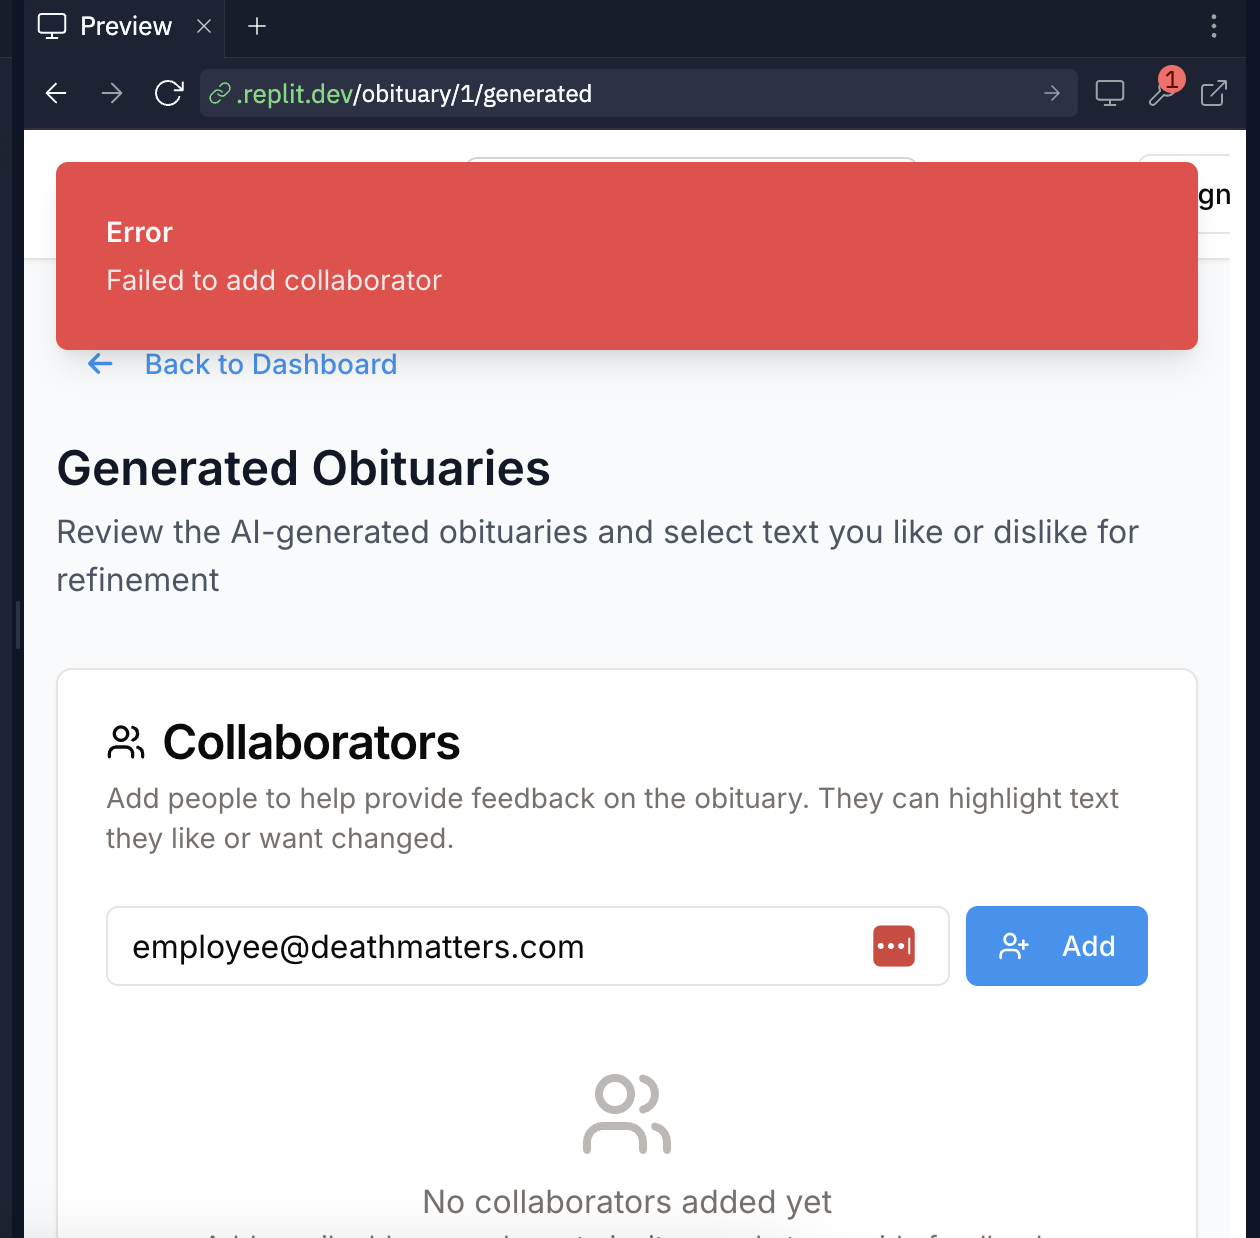 Preview
1
.replit.dev/obituary/1/generated
gn
Error
Failed to add collaborator
Back to Dashboard
Generated Obituaries
Review the AI-generated obituaries and select text you like or dislike for
refinement
Collaborators
Add people to help provide feedback on the obituary. They can highlight text
they like or want changed.
employee@deathmatters.com
Add
No collaborators added yet